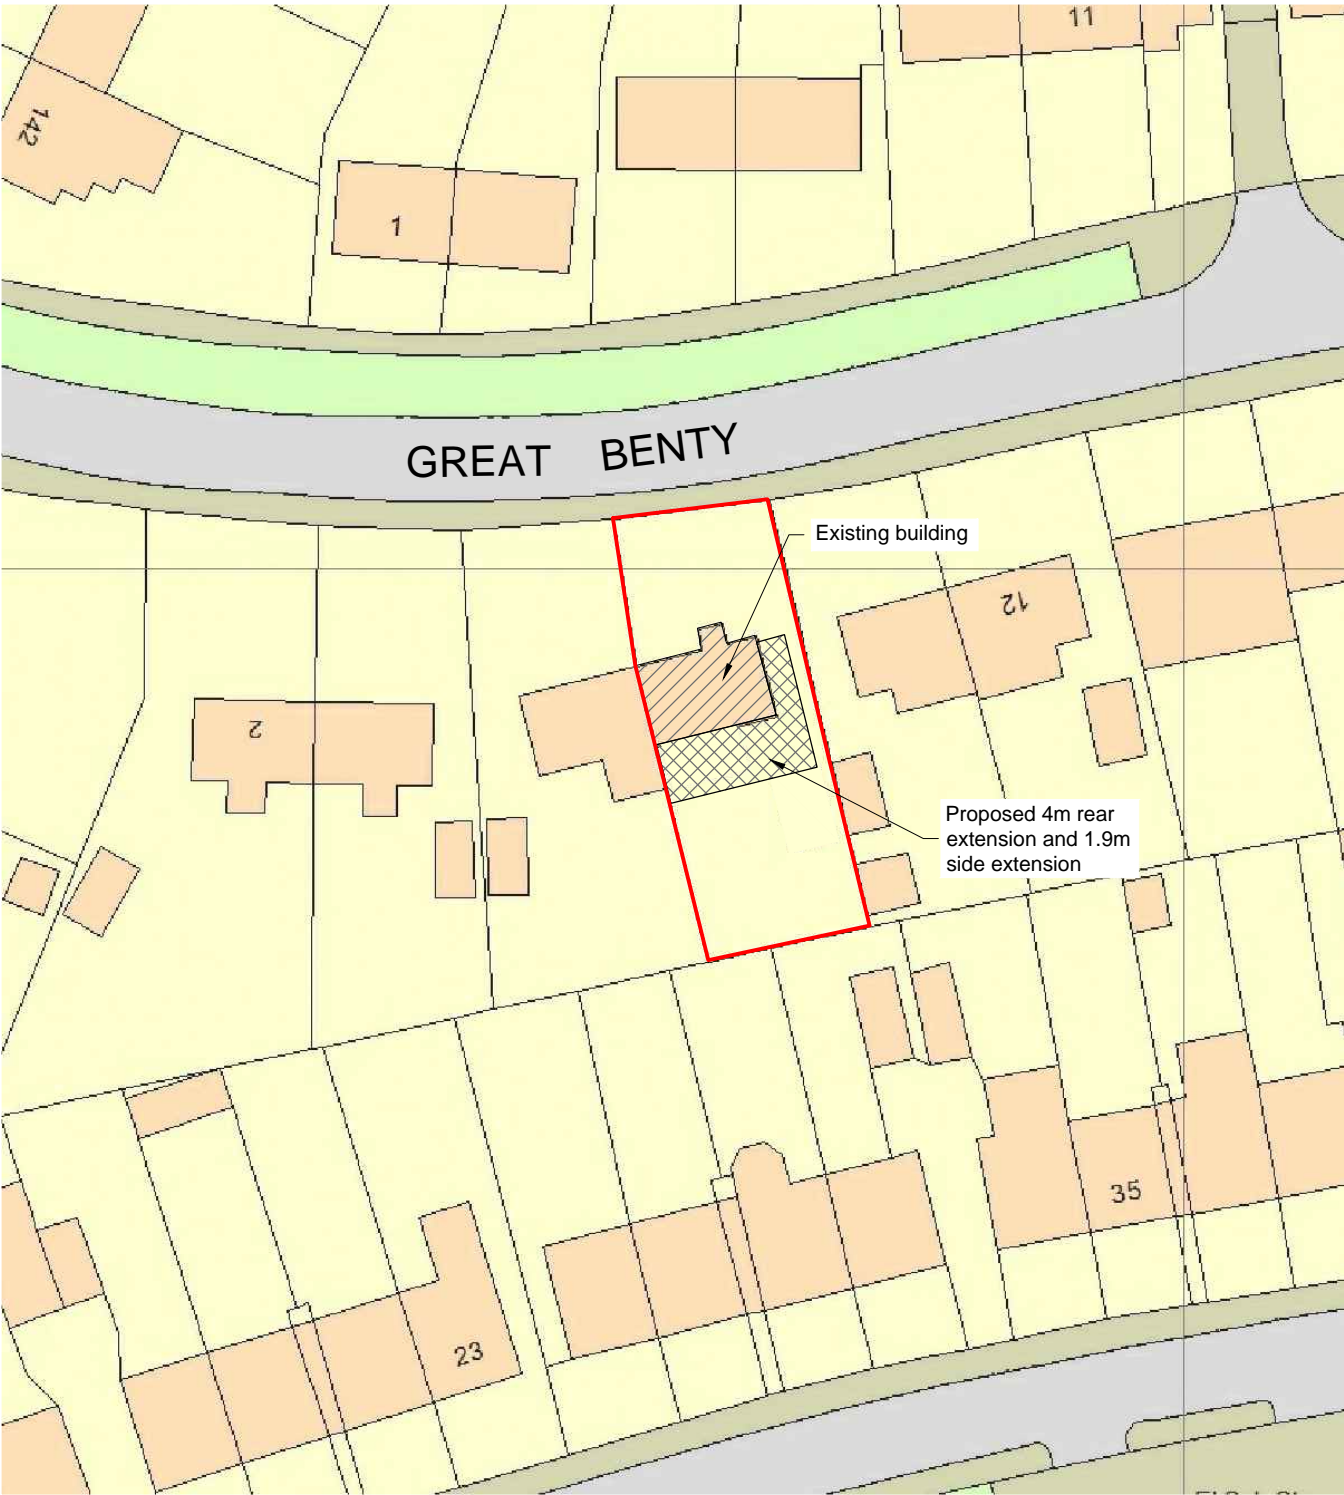 11
142
1
GREAT BENTY
Existing building
12
2
Proposed 4m rear
extension and 1.9m
side extension
35
23